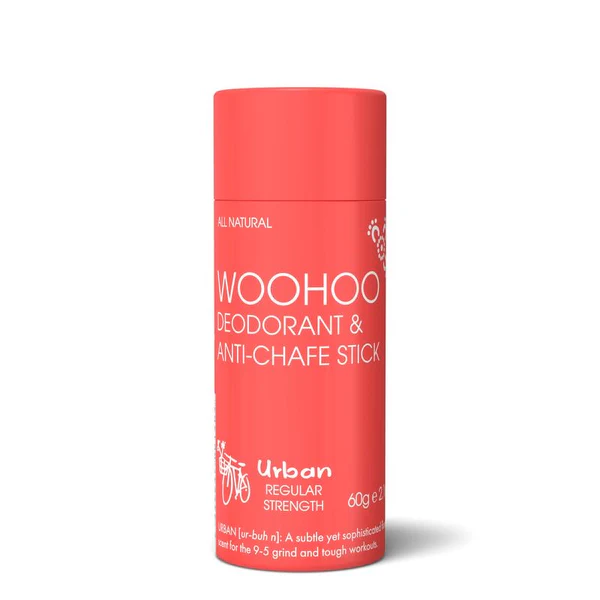 ALL NATURAL
WOOHOO
DEODORANT &
ANTI-CHAFE STICK
Urban
REGULAR
STRENGTH
60g e 2.
URBAN [ur-buh n]: A subtle yet sophisticated
scent for the 9-5 grind and tough workouts.